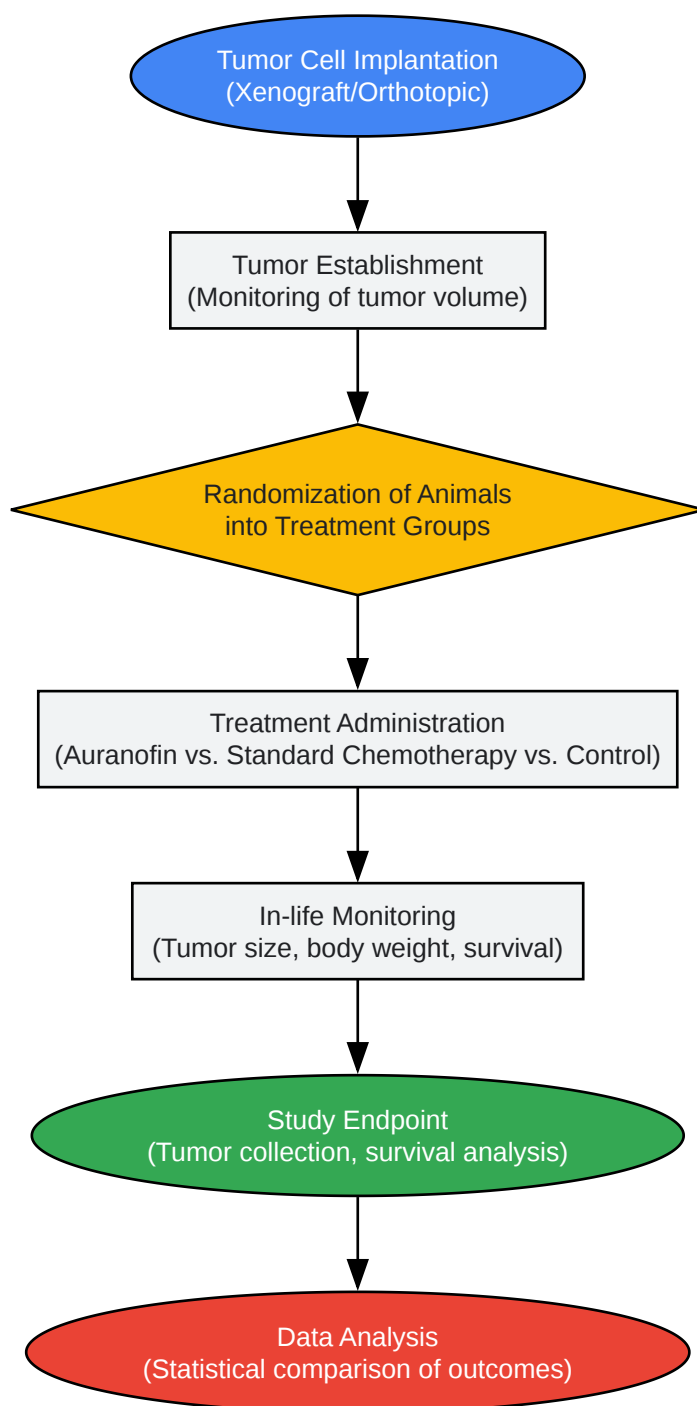 Tumor Cell Implantation
(Xenograft/Orthotopic)
Tumor Establishment
(Monitoring of tumor volume)
Randomization of Animals
into Treatment Groups
Treatment Administration
(Auranofin vs. Standard Chemotherapy vs. Control)
In-life Monitoring
(Tumor size, body weight, survival)
Study Endpoint
(Tumor collection, survival analysis)
Data Analysis
(Statistical comparison of outcomes)